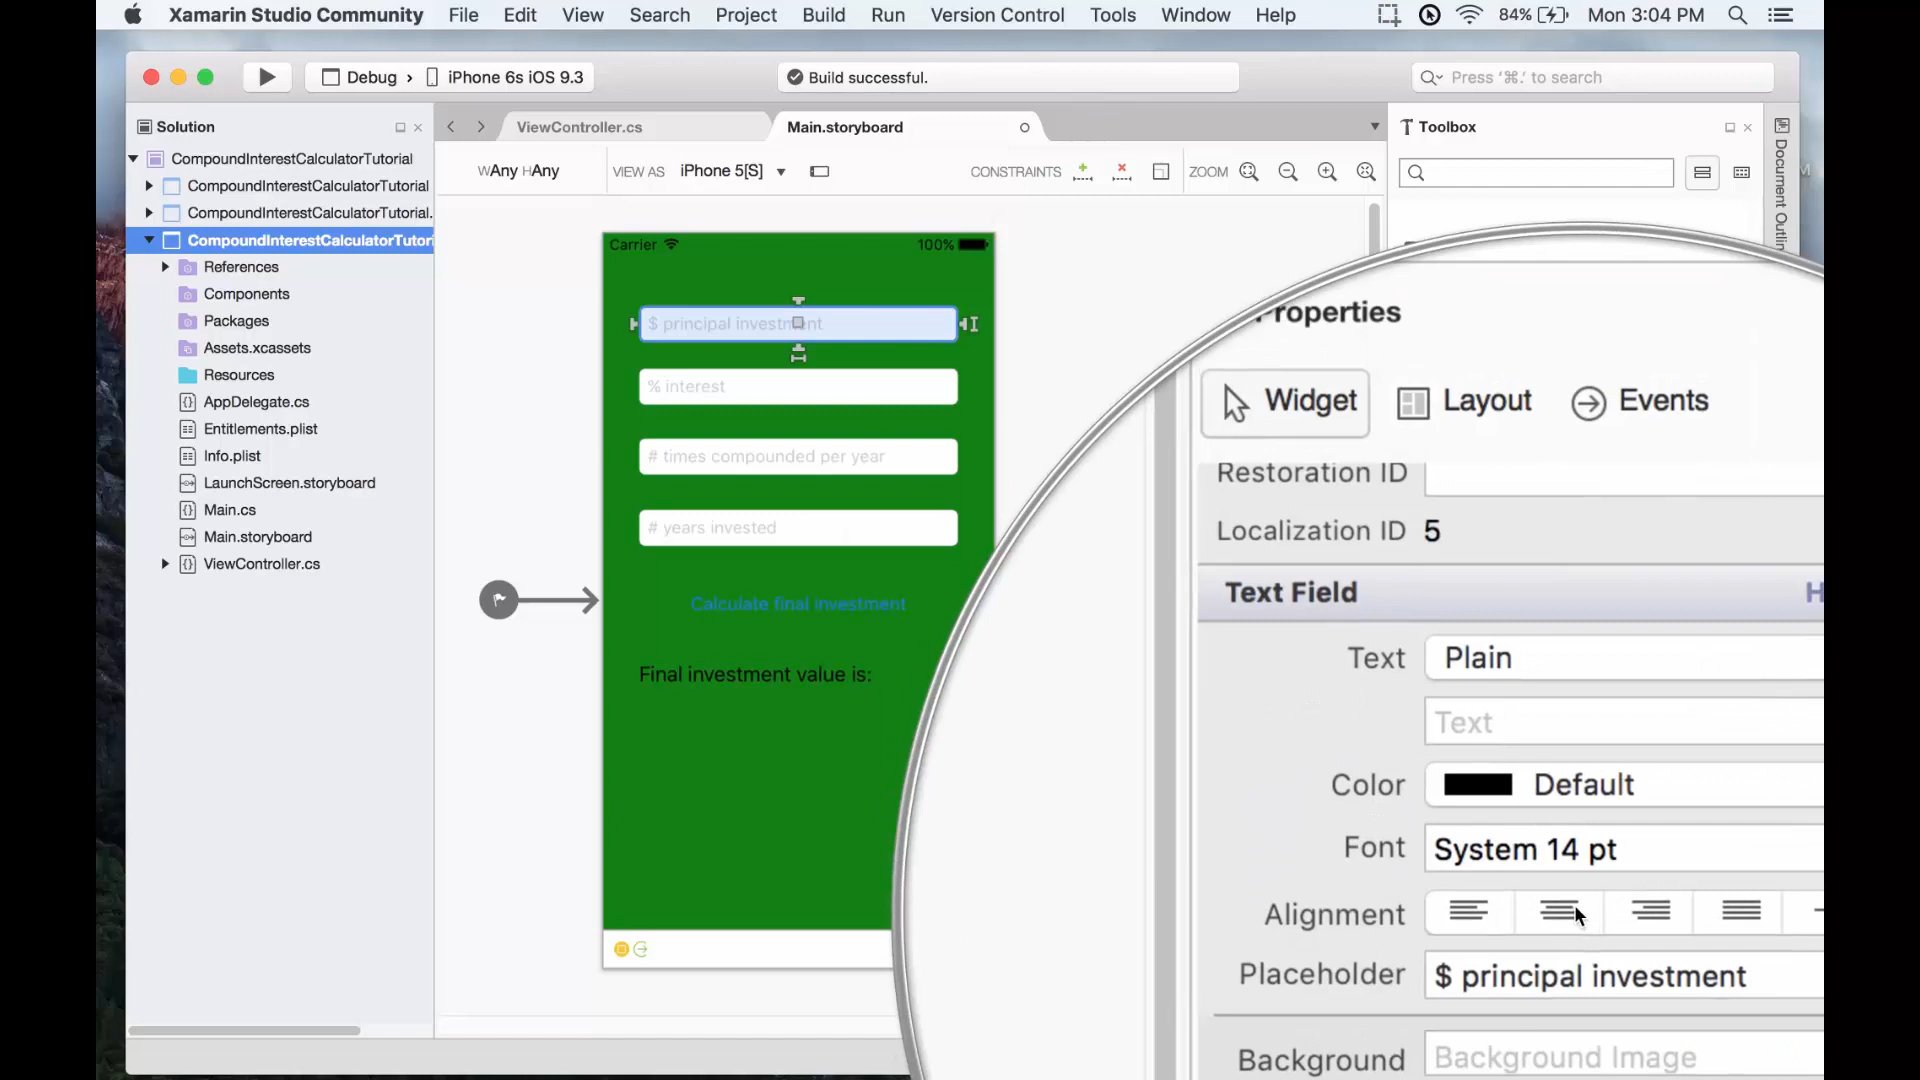 Xamarin Studio Community File Edit View Search Project Build Run Version Control Tools Window Help 84% Mon 3:04 PM
Debug › iPhone 6s iOS 9.3 Build successful. Press '⌘.' to search
Solution
ViewController.cs Main.storyboard
Toolbox
CompoundInterestCalculatorTutorial
CompoundInterestCalculatorTutorial
CompoundInterestCalculatorTutorial.
CompoundInterestCalculatorTutori
References
Components
Packages
Assets.xcassets
Resources
AppDelegate.cs
Entitlements.plist
Info.plist
LaunchScreen.storyboard
Main.cs
Main.storyboard
ViewController.cs
wAny HAny VIEW AS iPhone 5[S] CONSTRAINTS ZOOM
Document Outlin
Carrier 100%
$ principal investment
% interest
# times compounded per year
# years invested
Calculate final investment
Final investment value is:
Properties
Widget Layout Events
Restoration ID
Localization ID 5
Text Field H
Text Plain
Text
Color Default
Font System 14 pt
Alignment
Placeholder $ principal investment
Background Background Image